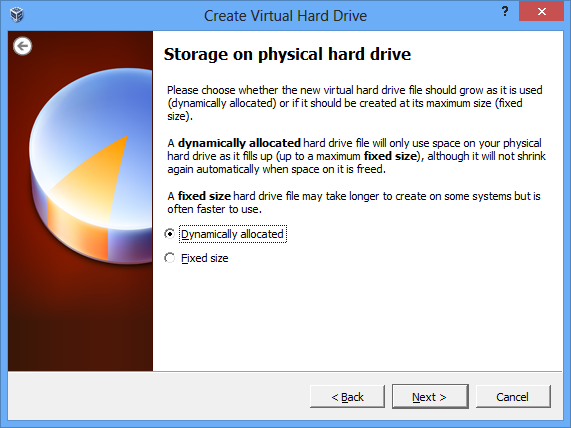 Create Virtual Hard Drive
?
Storage on physical hard drive
Please choose whether the new virtual hard drive file should grow as it is used
(dynamically allocated) or if it should be created at its maximum size (fixed
size).
A dynamically allocated hard drive file will only use space on your physical
hard drive as it fills up (up to a maximum fixed size), although it will not shrink
again automatically when space on it is freed.
A fixed size hard drive file may take longer to create on some systems but is
often faster to use.
Dynamically allocated
Fixed size
< Back
Next >
Cancel